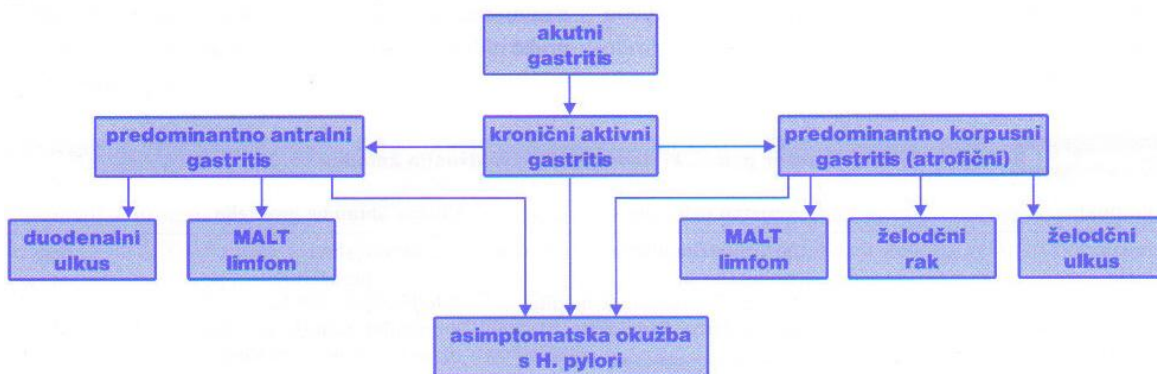 akutni
gastritis
predominantno antralni
gastritis
kronični aktivni
gastritis
predominantno korpusni
gastritis (atrofični)
duodenalni
ulkus
MALT
limfom
MALT
limfom
želodčni
rak
želodčni
ulkus
asimptomatska okužba
s H. pylori